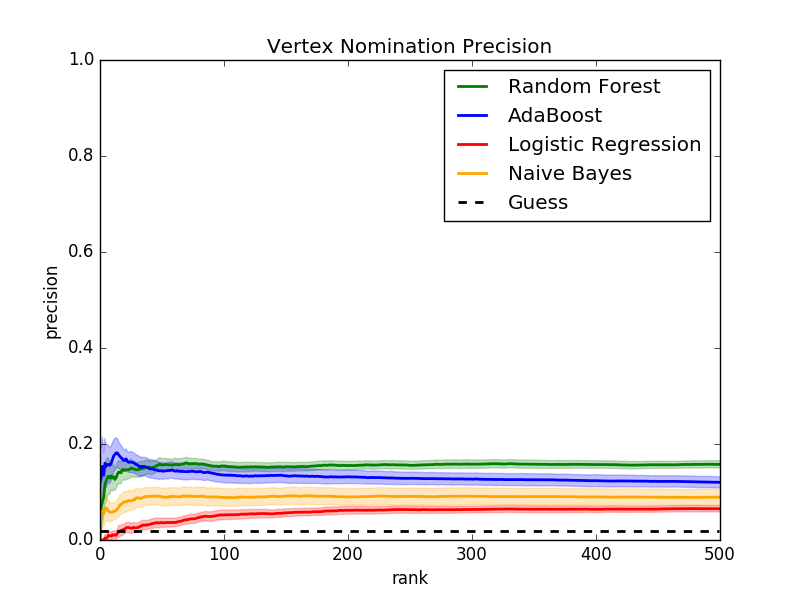 Vertex Nomination Precision
1.0
0.8
0.6
0.4
0.2
0.0
precision
Random Forest
AdaBoost
Logistic Regression
Naive Bayes
Guess
0 100 200 300 400 500
rank